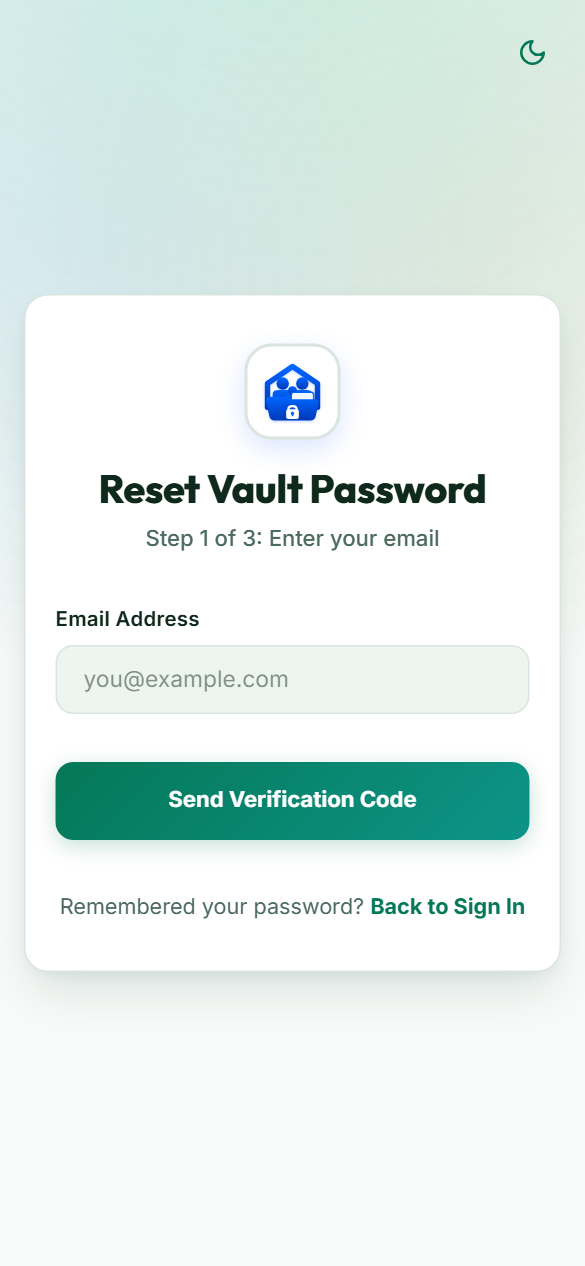 Reset Vault Password
Step 1 of 3: Enter your email
Email Address
you@example.com
Send Verification Code
Remembered your password? Back to Sign In